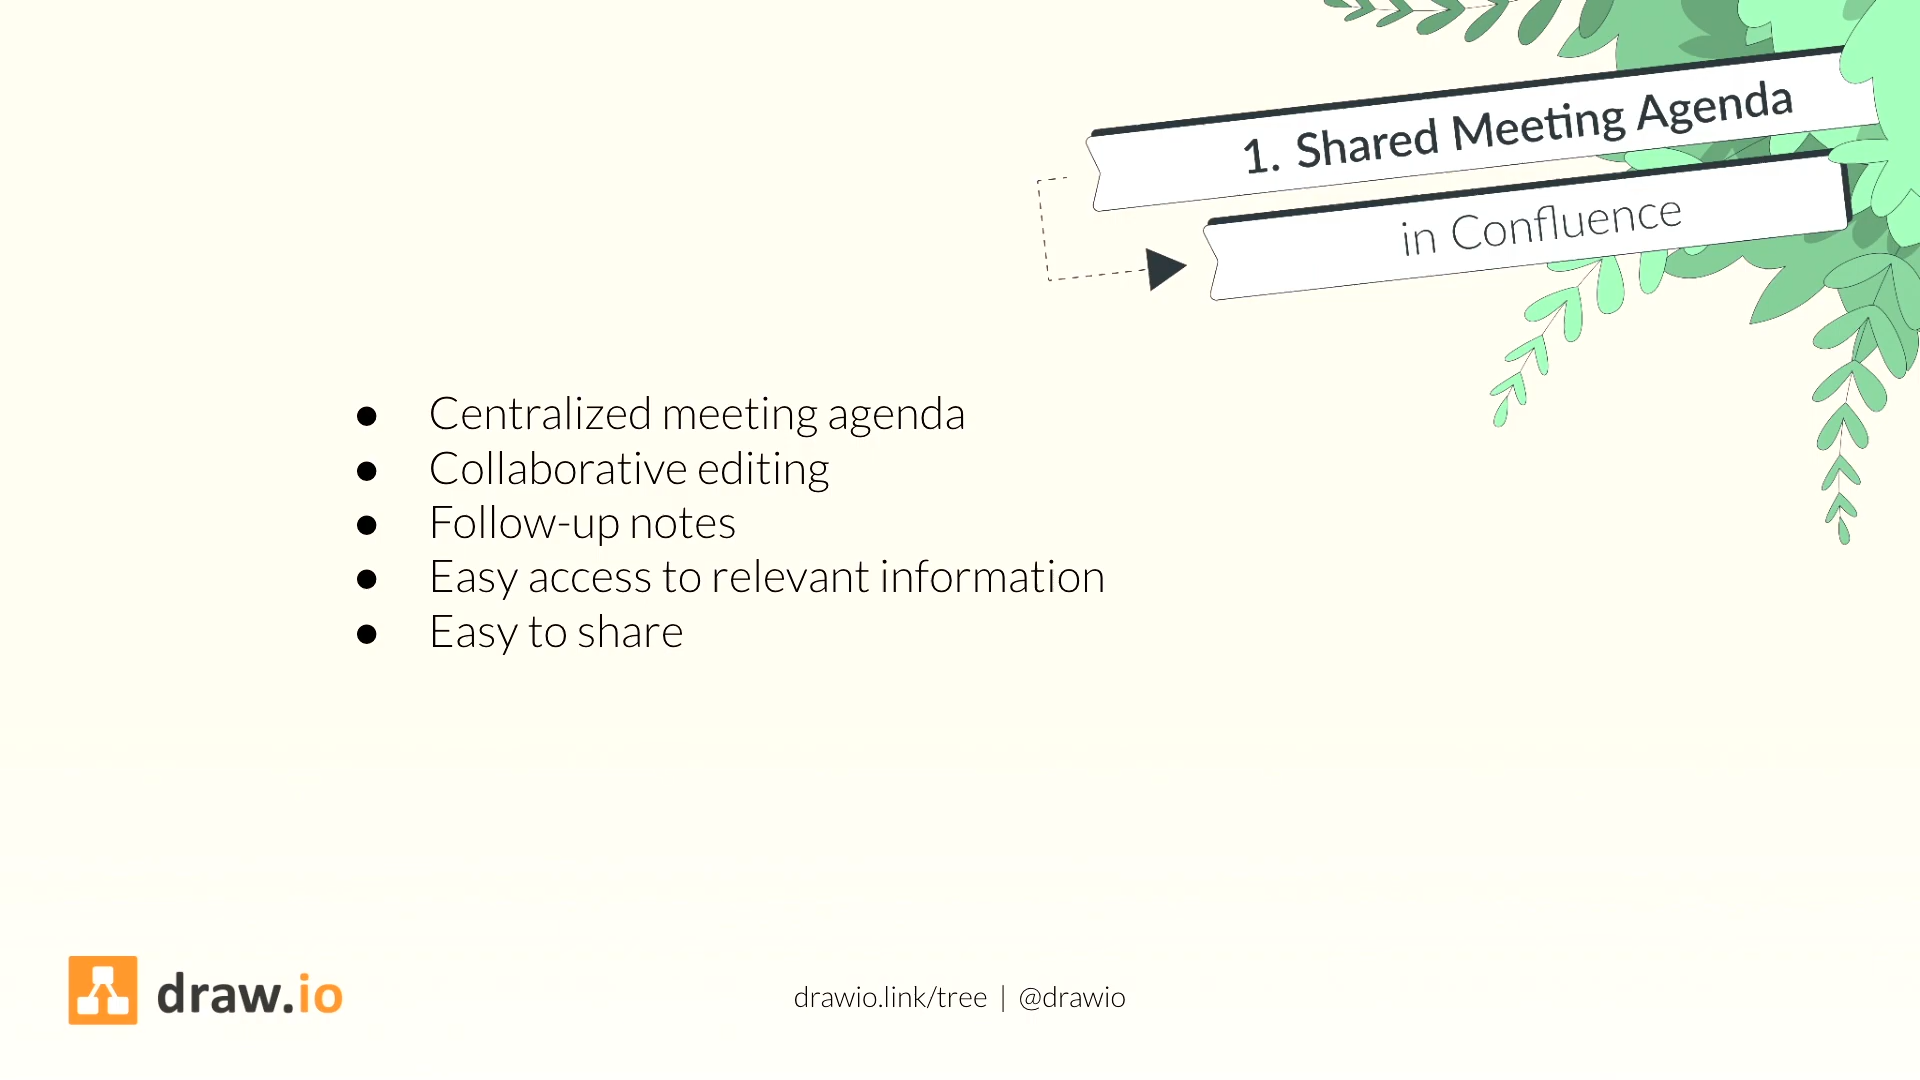 1. Shared Meeting Agenda
in Confluence
● Centralized meeting agenda
● Collaborative editing
● Follow-up notes
● Easy access to relevant information
● Easy to share
draw.io
drawio.link/tree | @drawio